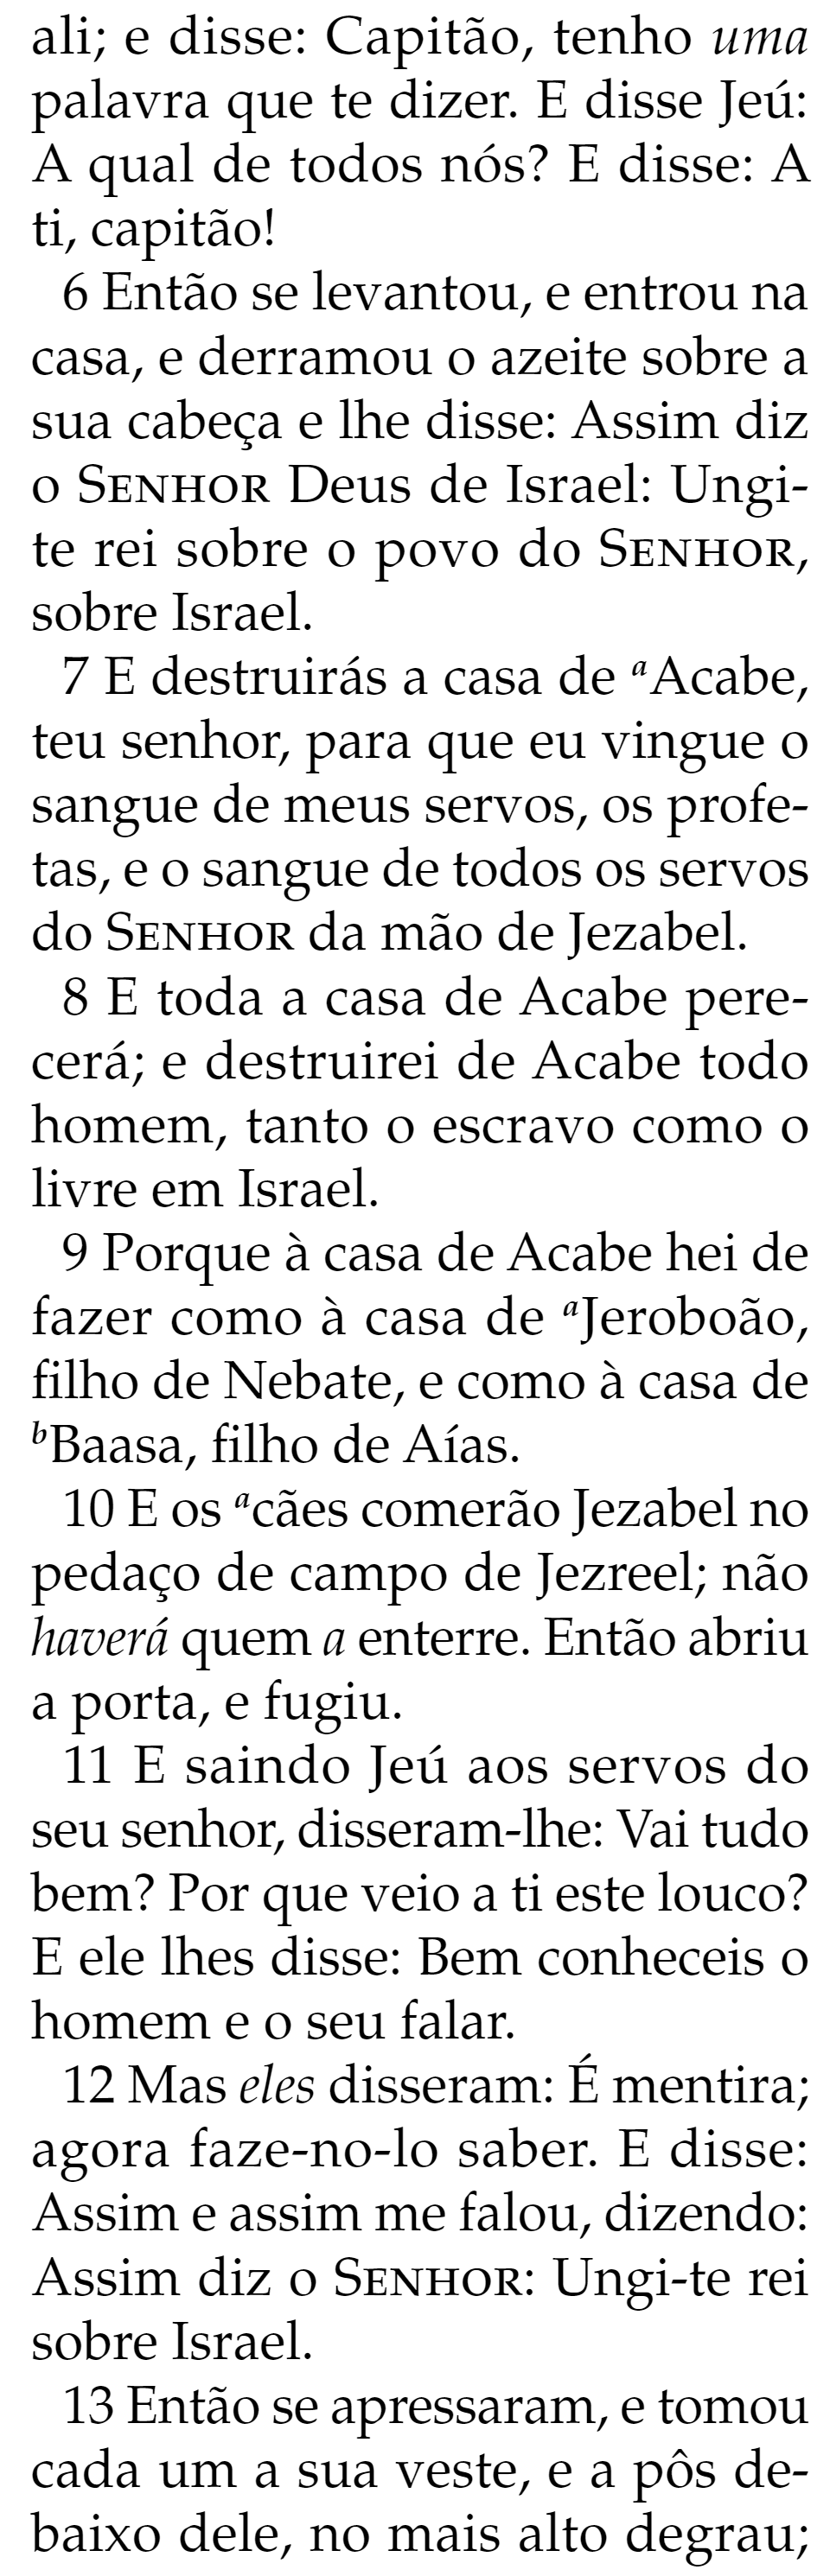 ali; e disse: Capitão, tenho uma
palavra que te dizer. E disse Jeú:
A qual de todos nós? E disse: A
ti, capitão!
6 Então se levantou, e entrou na
casa, e derramou o azeite sobre a
sua cabeça e lhe disse: Assim diz
o SENHOR Deus de Israel: Ungi-
te rei sobre o povo do SENHOR,
sobre Israel.
7 E destruirás a casa de aAcabe,
teu senhor, para que eu vingue o
sangue de meus servos, os profe-
tas, e o sangue de todos os servos
do SENHOR da mão de Jezabel.
8 E toda a casa de Acabe pere-
cerá; e destruirei de Acabe todo
homem, tanto o escravo como o
livre em Israel.
9 Porque à casa de Acabe hei de
fazer como à casa de aJeroboão,
filho de Nebate, e como à casa de
bBaasa, filho de Aías.
10 E os acães comerão Jezabel no
pedaço de campo de Jezreel; não
haverá quem a enterre. Então abriu
a porta, e fugiu.
11 E saindo Jeú aos servos do
seu senhor, disseram-lhe: Vai tudo
bem? Por que veio a ti este louco?
E ele lhes disse: Bem conheceis o
homem e o seu falar.
12 Mas eles disseram: É mentira;
agora faze-no-lo saber. E disse:
Assim e assim me falou, dizendo:
Assim diz o SENHOR: Ungi-te rei
sobre Israel.
13 Então se apressaram, e tomou
cada um a sua veste, e a pôs de-
baixo dele, no mais alto degrau;